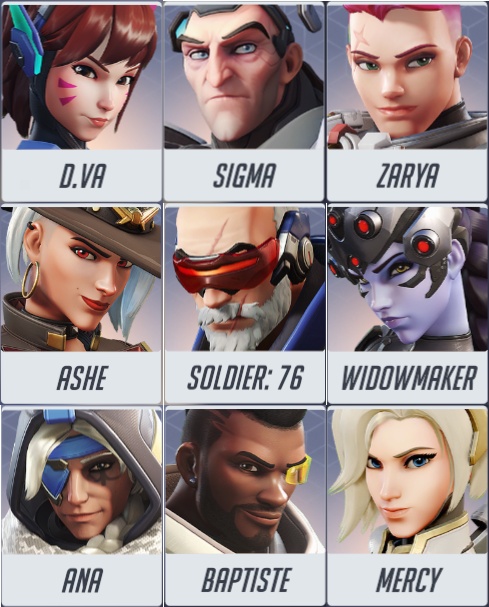 D.VA
SIGMA
ZARYA
ASHE
SOLDIER: 76
WIDOWMAKER
ANA
BAPTISTE
MERCY